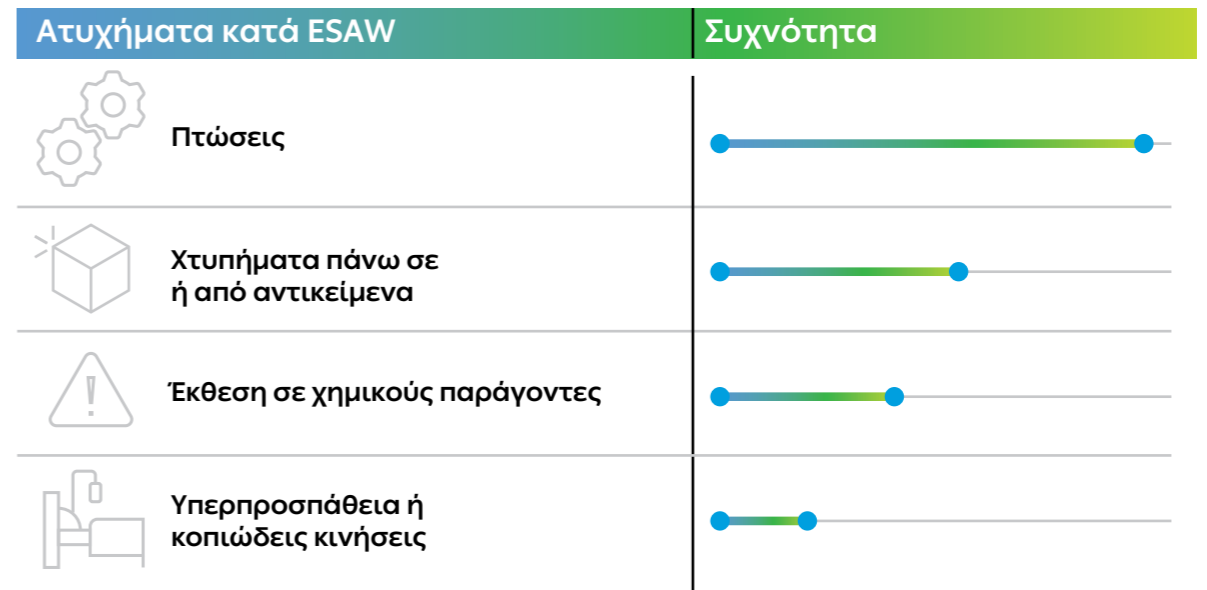 Ατυχήματα κατά ESAW
Συχνότητα
Πτώσεις
Χτυπήματα πάνω σε
ή από αντικείμενα
Έκθεση σε χημικούς παράγοντες
Υπερπροσπάθεια ή
κοπιώδεις κινήσεις